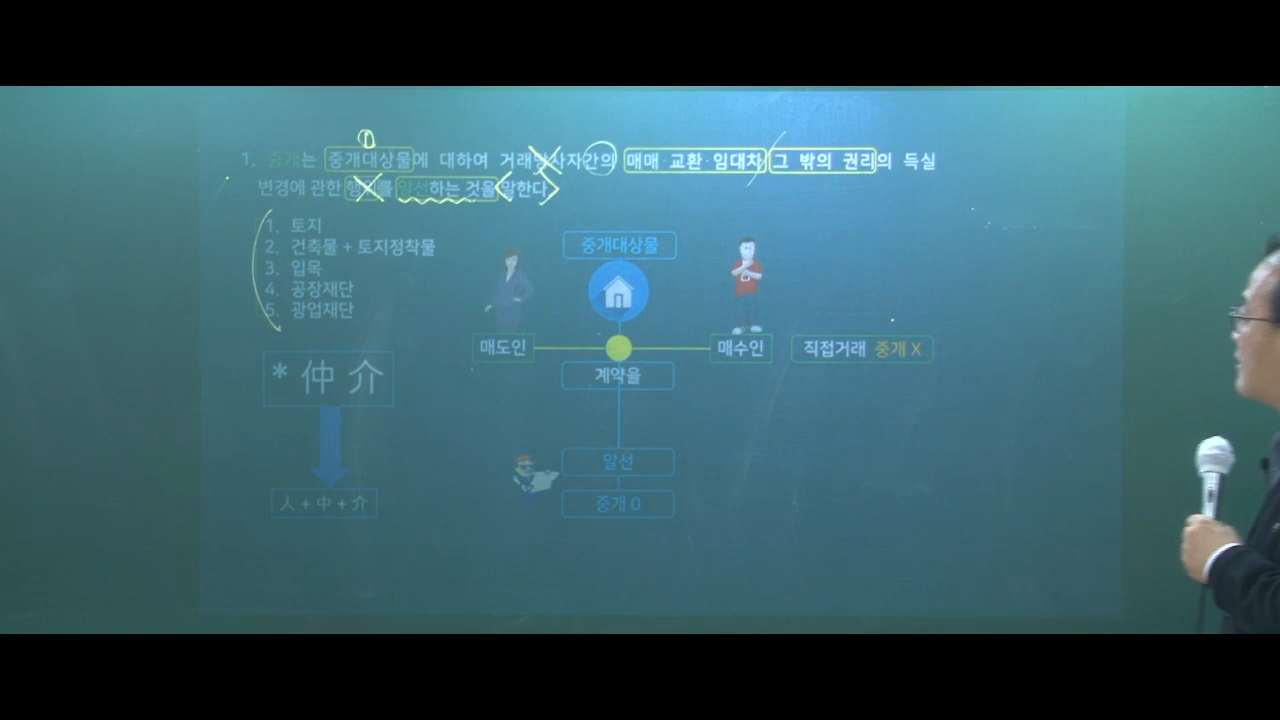 1. 중개는 중개대상물에 대하여 거래당사자간의 매매·교환·임대차 그 밖의 권리의 득실
변경에 관한 행위를 알선하는 것을 말한다
1. 토지
2. 건축물 + 토지정착물
3. 입목
4. 공장재단
5. 광업재단
중개대상물
매도인
매수인
직접거래 중개 X
계약을
* 仲 介
알선
人 + 中 + 介
중개 0